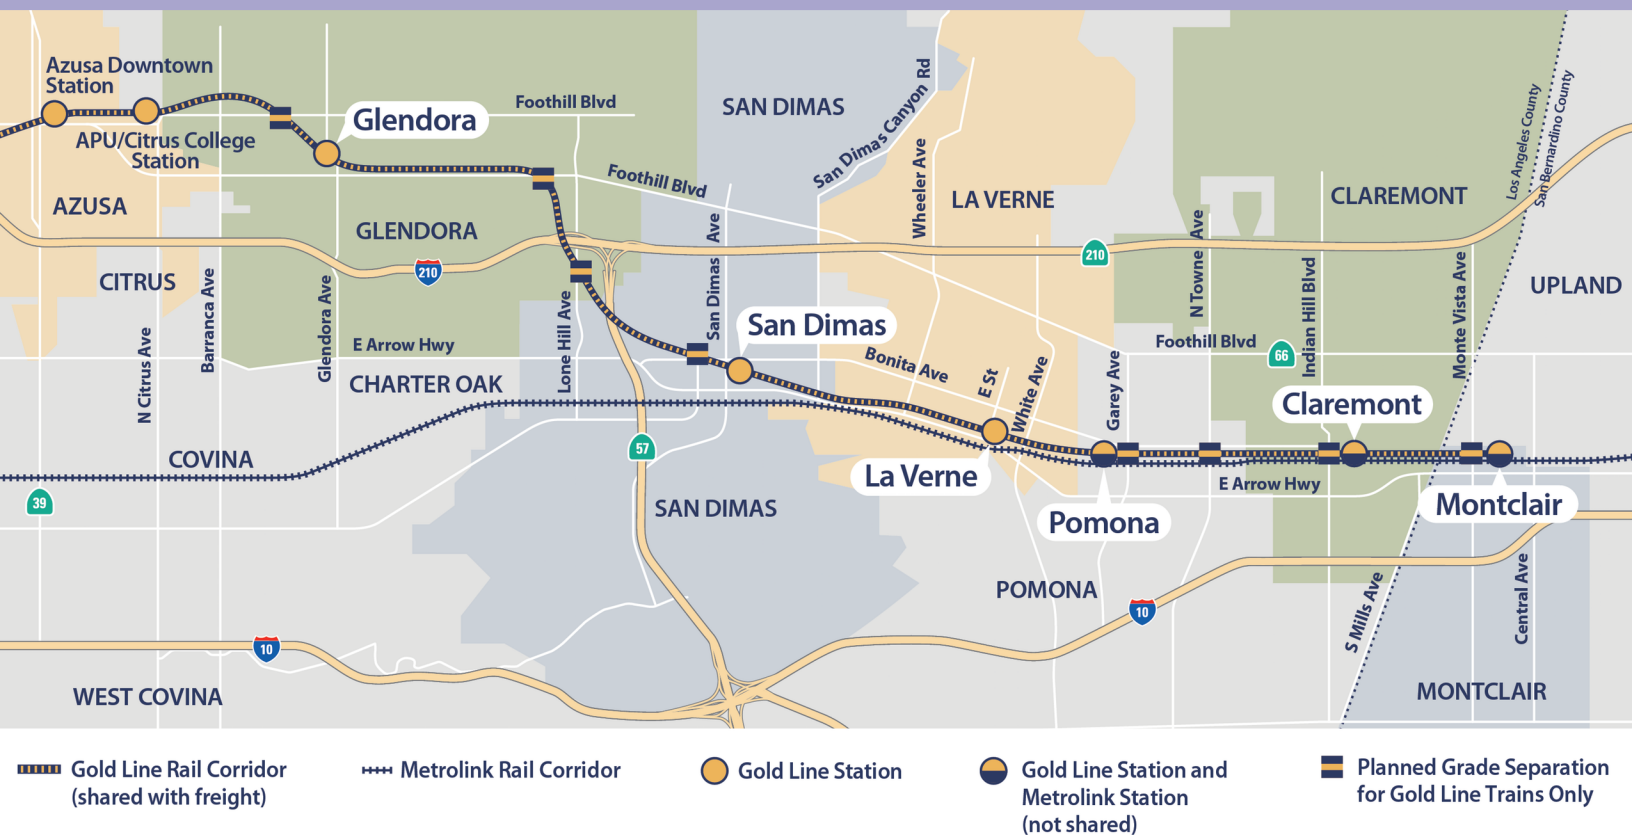 Azusa Downtown
Station
APU/Citrus College
Station
Glendora
Foothill Blvd
SAN DIMAS
San Dimas Canyon Rd
Wheeler Ave
LA VERNE
CLAREMONT
Los Angeles County
San Bernardino County
AZUSA
Foothill Blvd
GLENDORA
San Dimas Ave
N Towne Ave
210
210
CITRUS
Barranca Ave
Glendora Ave
Lone Hill Ave
Indian Hill Blvd
Monte Vista Ave
UPLAND
N Citrus Ave
E Arrow Hwy
San Dimas
Bonita Ave
Foothill Blvd
66
CHARTER OAK
E St
White Ave
Garey Ave
Claremont
COVINA
57
La Verne
E Arrow Hwy
39
SAN DIMAS
Pomona
Montclair
POMONA
10
S Mills Ave
Central Ave
10
WEST COVINA
MONTCLAIR
Gold Line Rail Corridor
(shared with freight)
Metrolink Rail Corridor
Gold Line Station
Gold Line Station and
Metrolink Station
(not shared)
Planned Grade Separation
for Gold Line Trains Only